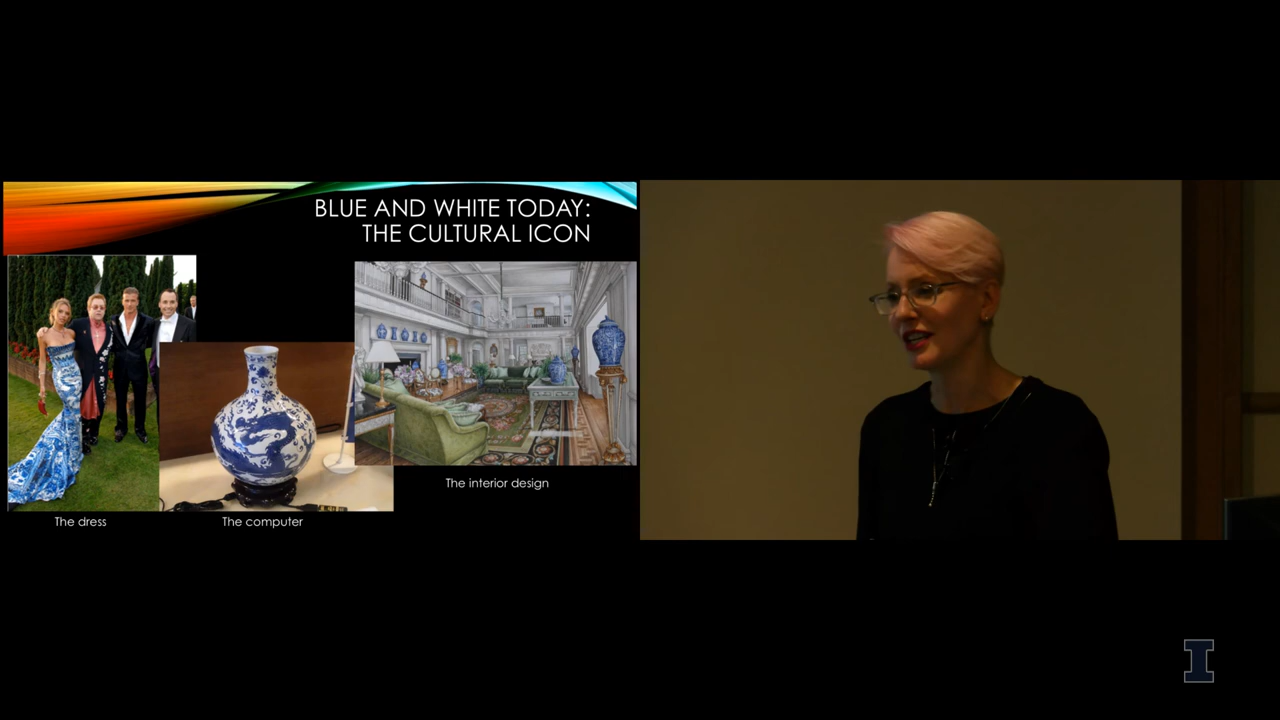 BLUE AND WHITE TODAY:
THE CULTURAL ICON
The interior design
The dress
The computer
I